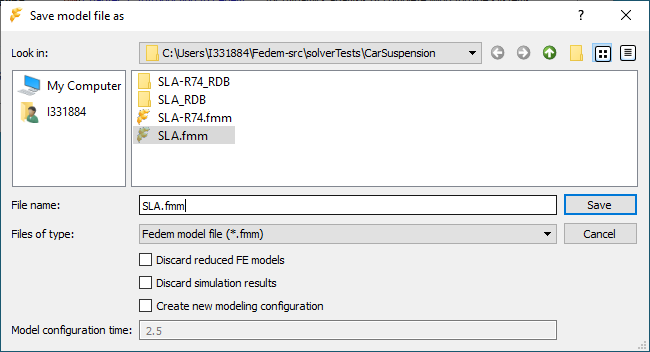 Save model file as
Look in:
C:\Users\I331884\Fedem-src\solverTests\CarSuspension
My Computer
I331884
SLA-R74_RDB
SLA_RDB
SLA-R74.fmm
SLA.fmm
File name:
SLA.fmm
Save
Files of type:
Fedem model file (*.fmm)
Cancel
Discard reduced FE models
Discard simulation results
Create new modeling configuration
Model configuration time:
2.5